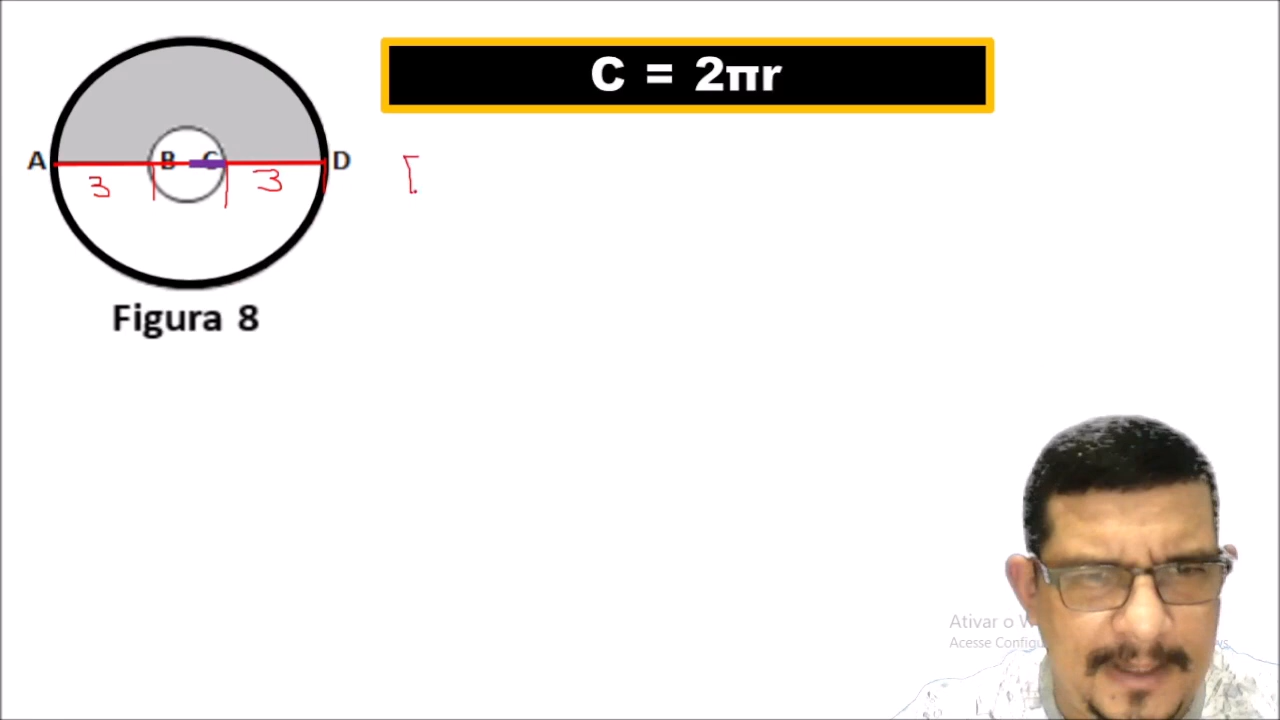 C = 2πr
A B C D
3 3
Figura 8
Ativar o W
Acesse Configu